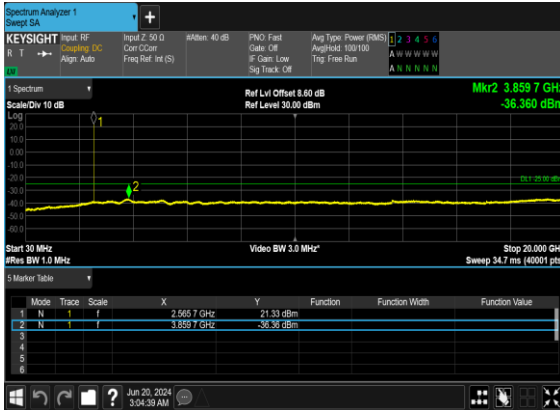 Spectrum Analyzer 1
Swept SA
+
KEYSIGHT
R T
LXI
Input: RF
Coupling: DC
Align: Auto
Input Z: 50 Ω
Corr CCorr
Freq Ref: Int (S)
#Atten: 40 dB
PNO: Fast
Gate: Off
IF Gain: Low
Sig Track: Off
Avg Type: Power (RMS)
Avg|Hold: 100/100
Trig: Free Run
1 2 3 4 5 6
A W W W W W
A N N N N N
1 Spectrum
Scale/Div 10 dB
Ref Lvl Offset 8.60 dB
Ref Level 30.00 dBm
Mkr2 3.859 7 GHz
-36.360 dBm
Log
20.0
10.0
0.00
-10.0
-20.0
-30.0
-40.0
-50.0
-60.0
1
2
DL1 -25.00 dBm
Start 30 MHz
#Res BW 1.0 MHz
Video BW 3.0 MHz*
Stop 20.000 GHz
Sweep 34.7 ms (40001 pts)
5 Marker Table
Mode Trace Scale X Y Function Function Width Function Value
1 N 1 f 2.565 7 GHz 21.33 dBm
2 N 1 f 3.859 7 GHz -36.36 dBm
3
4
5
6
?
Jun 20, 2024
3:04:39 AM